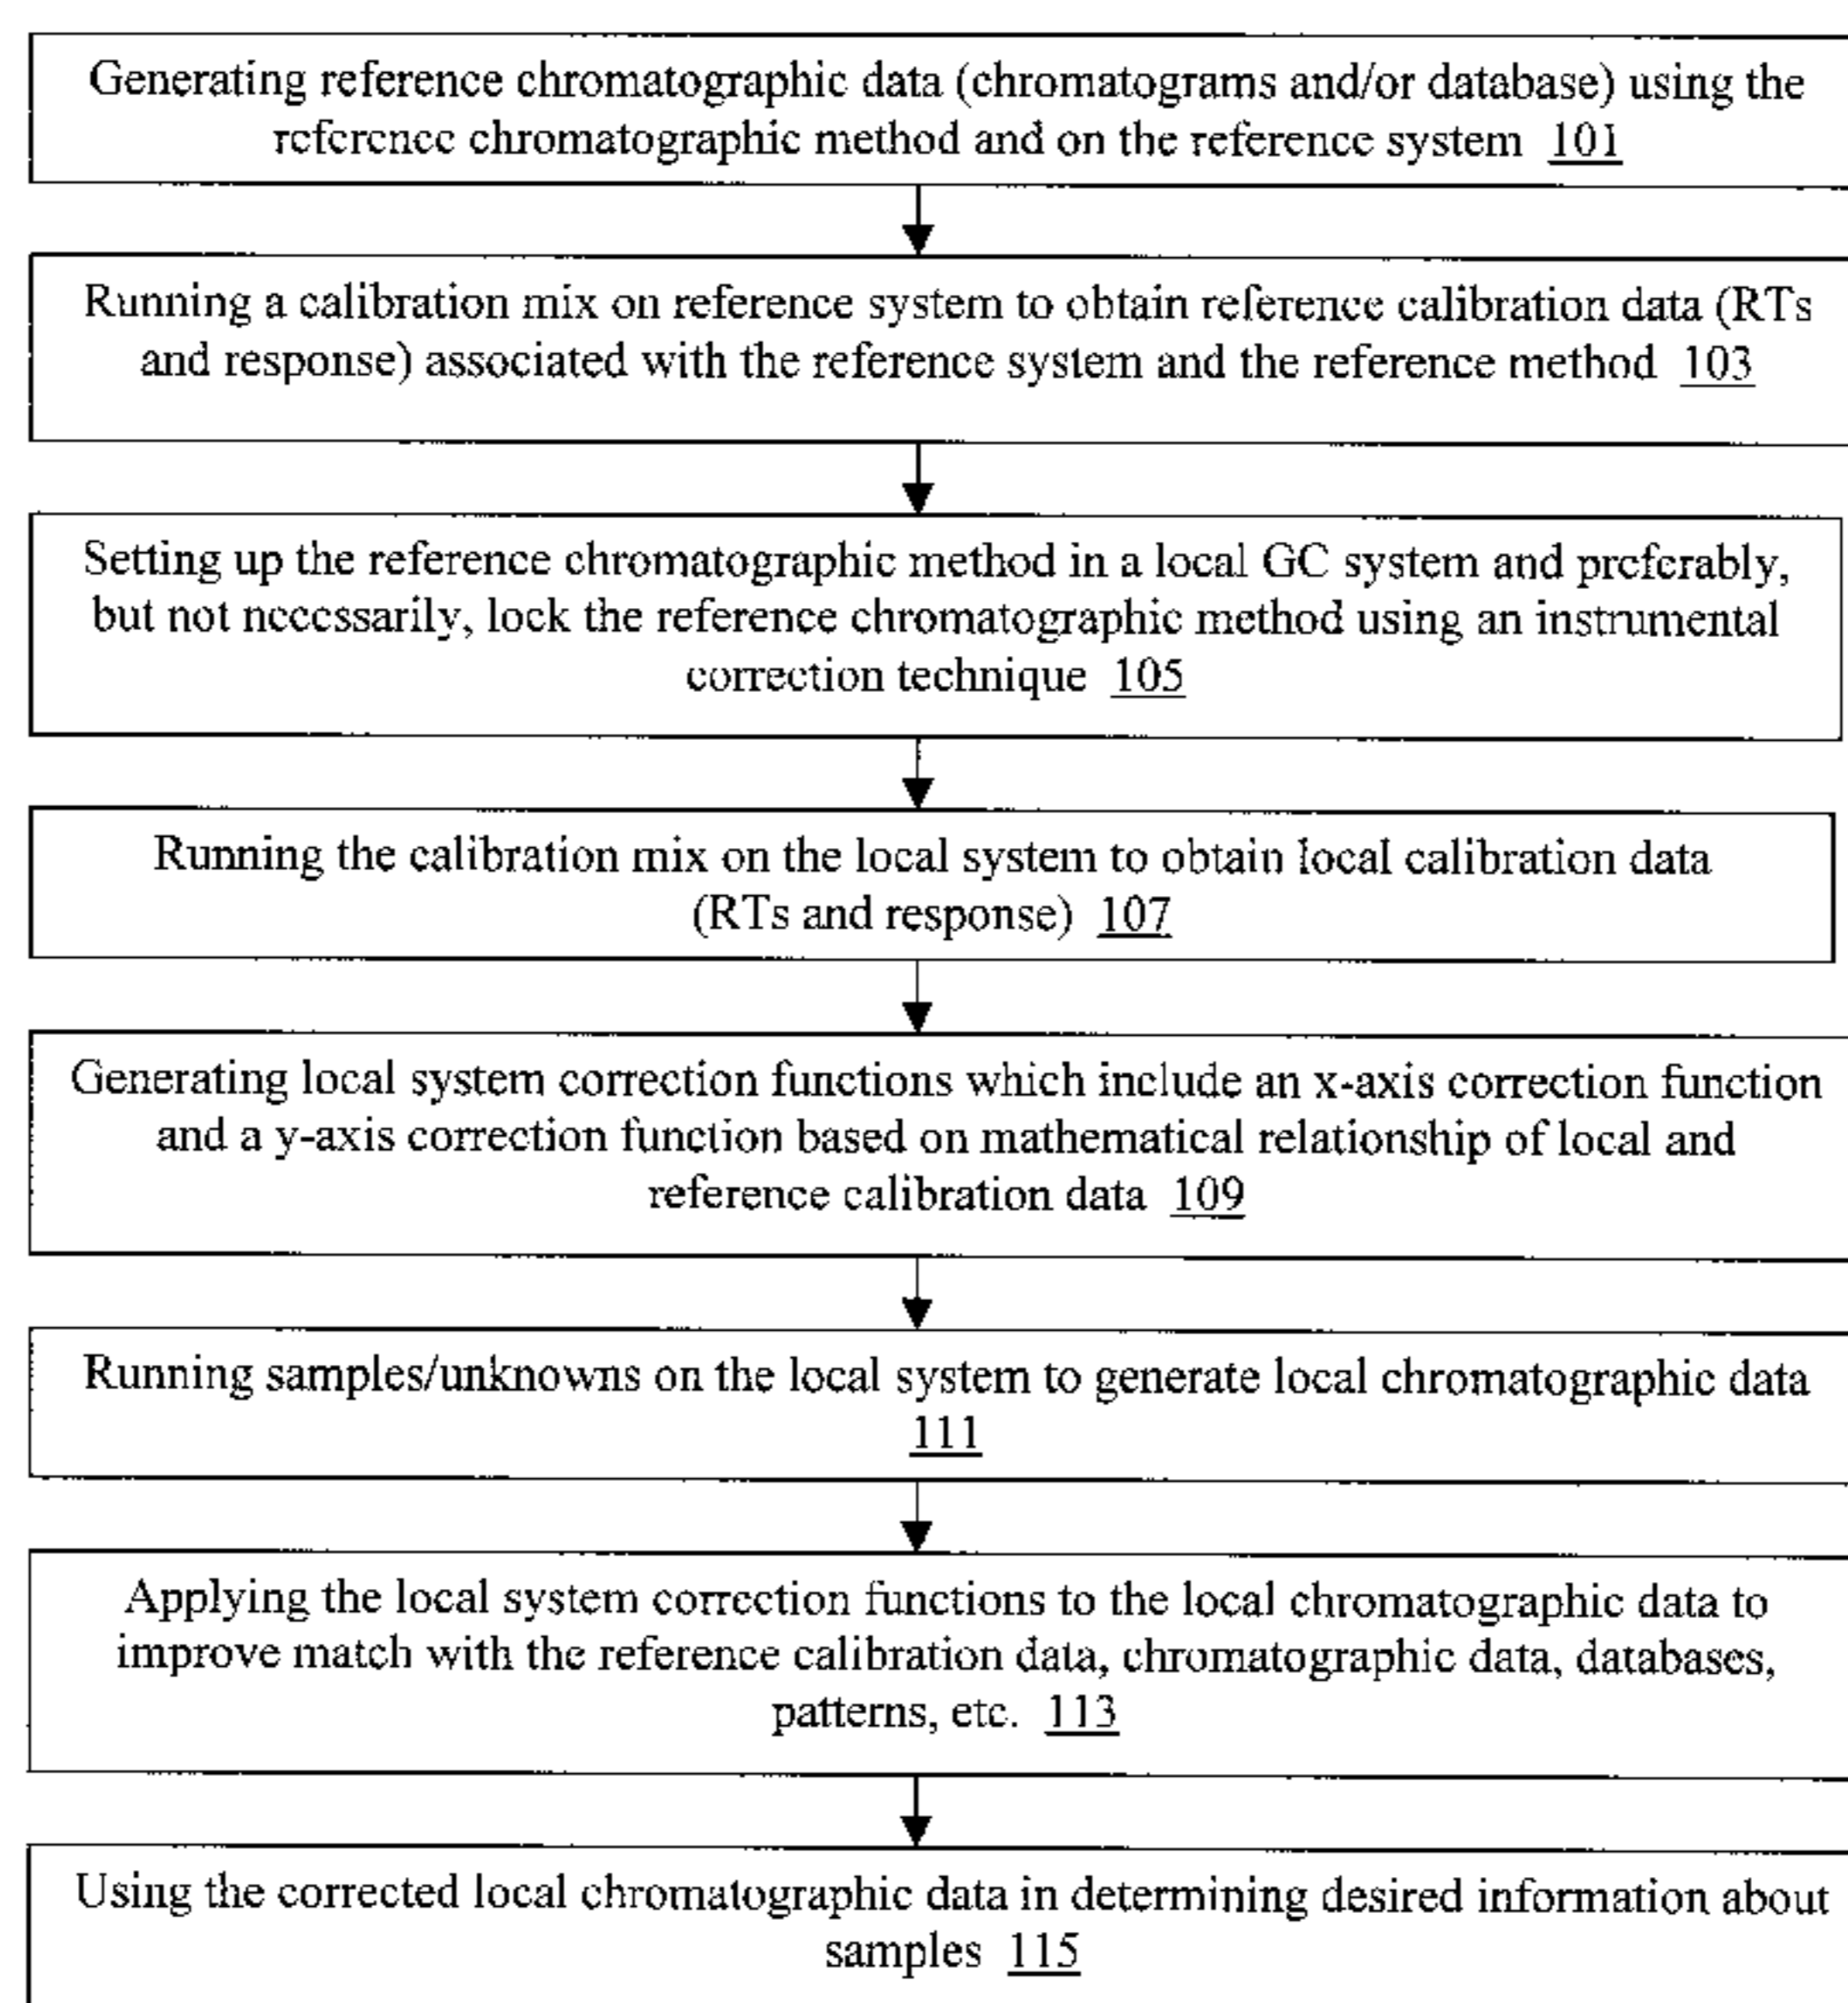 Generating reference chromatographic data (chromatograms and/or database) using the
reference chromatographic method and on the reference system 101
Running a calibration mix on reference system to obtain reference calibration data (RTs
and response) associated with the reference system and the reference method 103
Setting up the reference chromatographic method in a local GC system and preferably,
but not necessarily, lock the reference chromatographic method using an instrumental
correction technique 105
Running the calibration mix on the local system to obtain local calibration data
(RTs and response) 107
Generating local system correction functions which include an x-axis correction function
and a y-axis correction function based on mathematical relationship of local and
reference calibration data 109
Running samples/unknowns on the local system to generate local chromatographic data
111
Applying the local system correction functions to the local chromatographic data to
improve match with the reference calibration data, chromatographic data, databases,
patterns, etc. 113
Using the corrected local chromatographic data in determining desired information about
samples 115